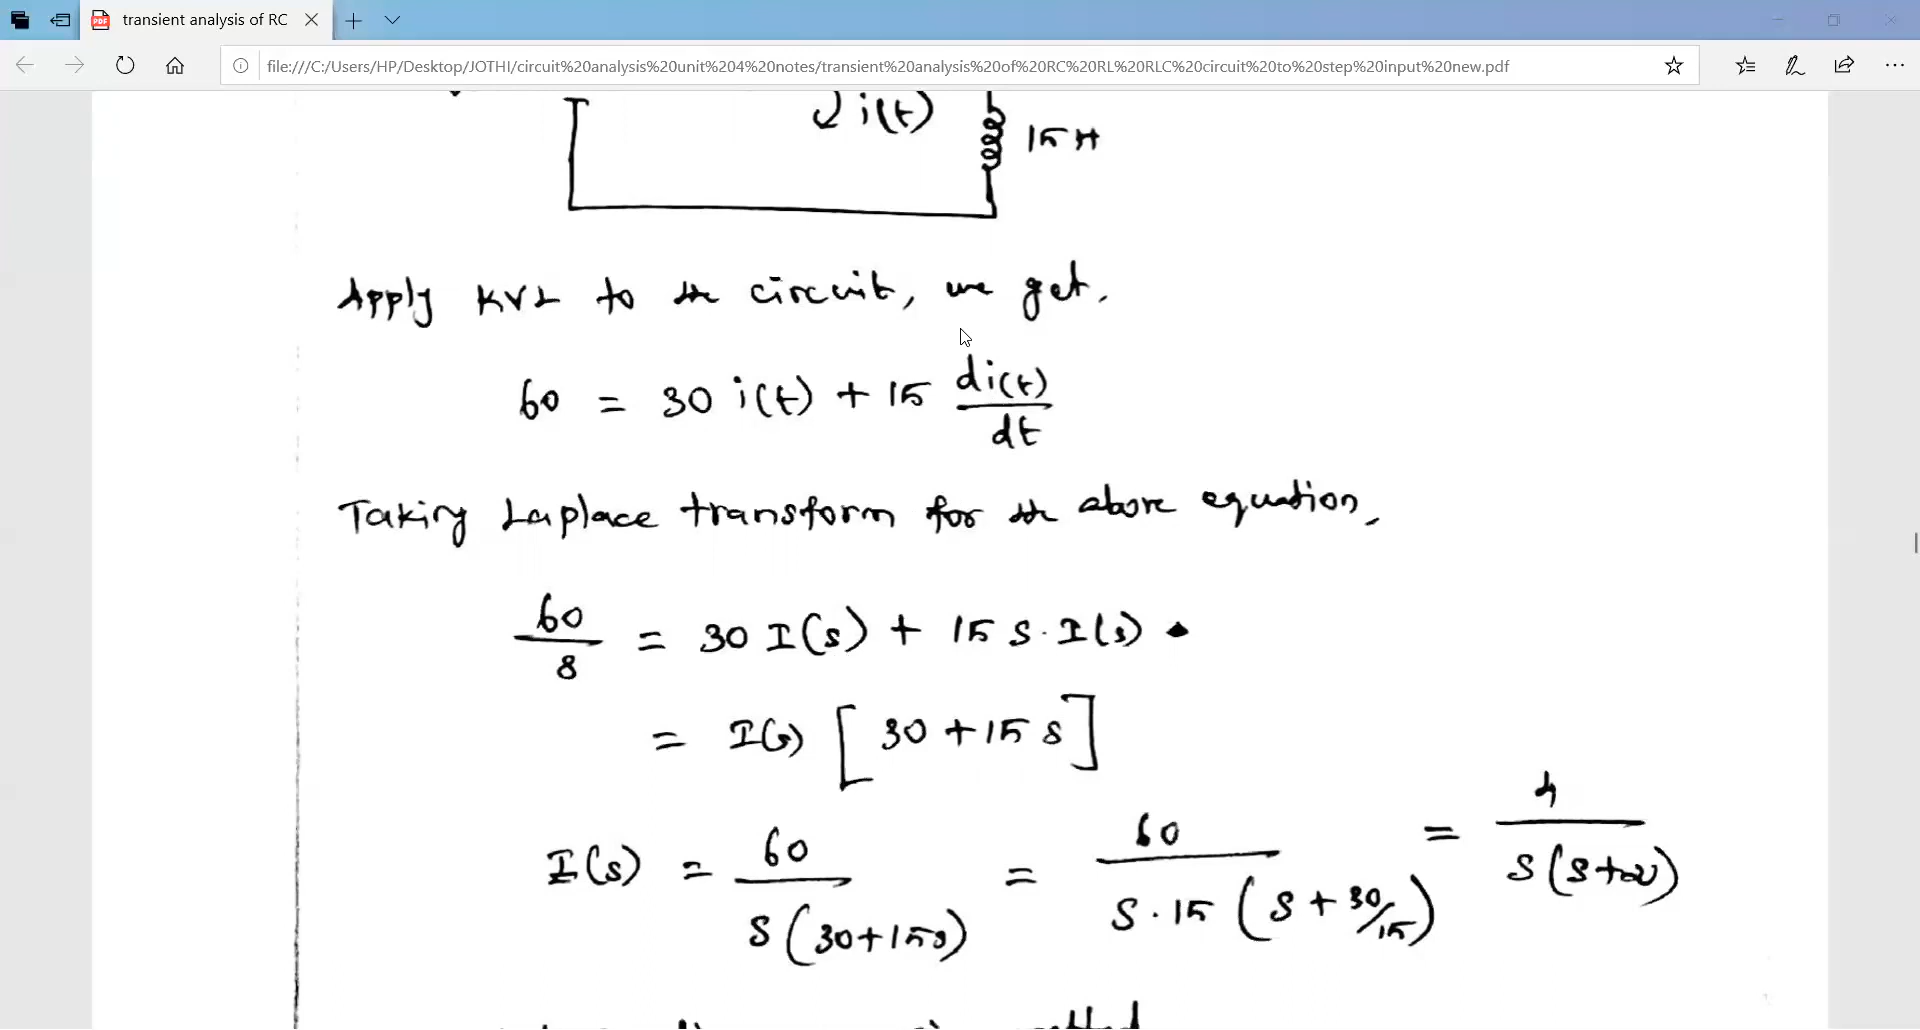 transient analysis of RC
file:///C:/Users/HP/Desktop/JOTHI/circuit%20analysis%20unit%204%20notes/transient%20analysis%20of%20RC%20RL%20RLC%20circuit%20to%20step%20input%20new.pdf
i(t)
15 H
Apply KVL to the circuit, we get.
60 = 30 i(t) + 15 di(t)/dt
Taking Laplace transform for the above equation.
60/s = 30 I(s) + 15 s · I(s)
= I(s) [30 + 15 s]
I(s) = 60/s(30+15s) = 60/s·15(s+30/15) = 4/s(s+2)